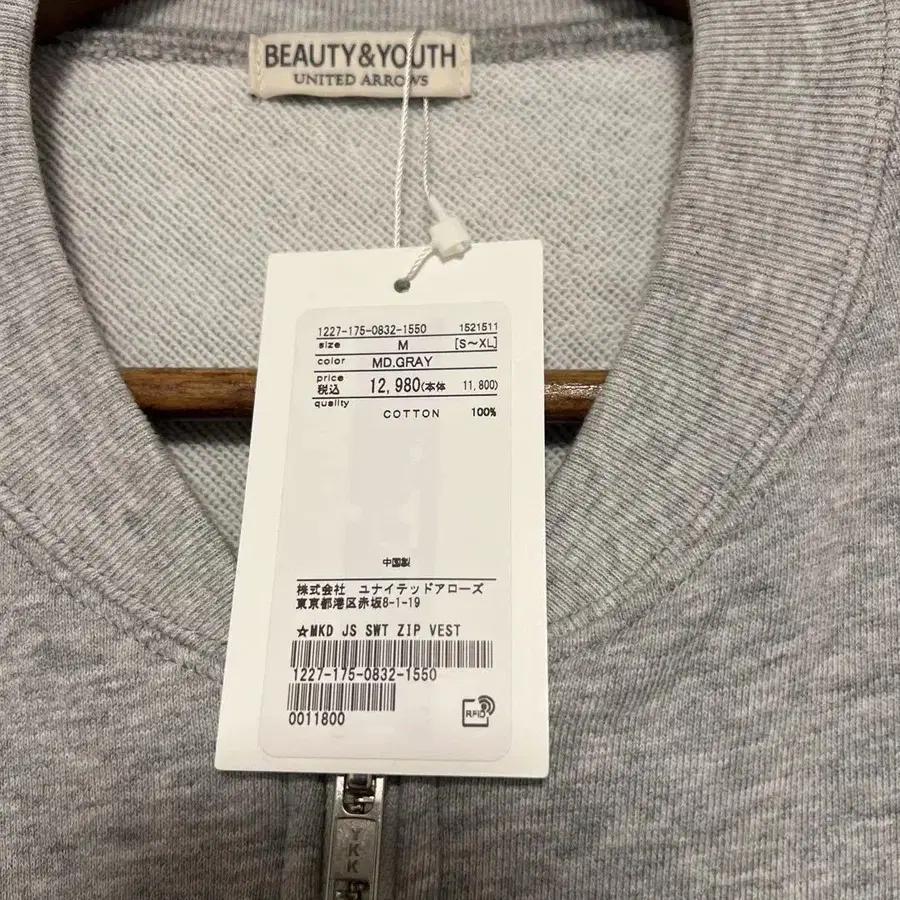 BEAUTY&YOUTH
UNITED ARROWS
1227-175-0832-1550 1521511
size M [S～XL]
color MD.GRAY
price
税込 12,980(本体 11,800)
quality
COTTON 100%
中国製
株式会社 ユナイテッドアローズ
東京都港区赤坂8-1-19
☆MKD JS SWT ZIP VEST
1227-175-0832-1550
0011800
RFID
YKK